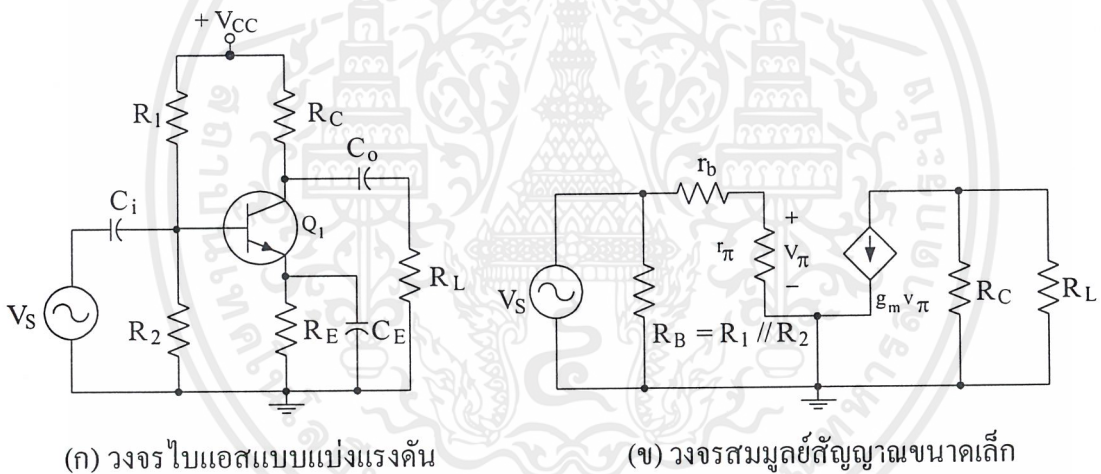 + V_CC
R_1
R_C
C_o
C_i
Q_1
V_S
R_2
R_E
C_E
R_L
r_b
r_π
+
V_π
−
V_S
R_B = R_1 // R_2
g_m v_π
R_C
R_L
(ก) วงจรไบแอสแบบแบ่งแรงดัน
(ข) วงจรสมมูลย์สัญญาณขนาดเล็ก